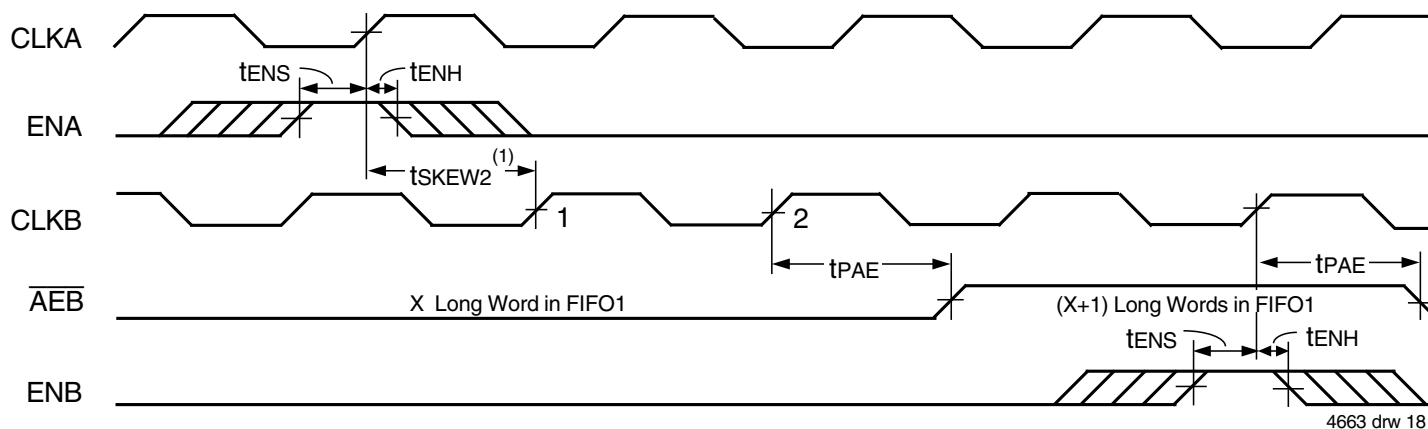 CLKA
tENS tENH
ENA
tSKEW2 (1)
CLKB 1 2
tPAE tPAE
AEB X Long Word in FIFO1 (X+1) Long Words in FIFO1
tENS tENH
ENB
4663 drw 18